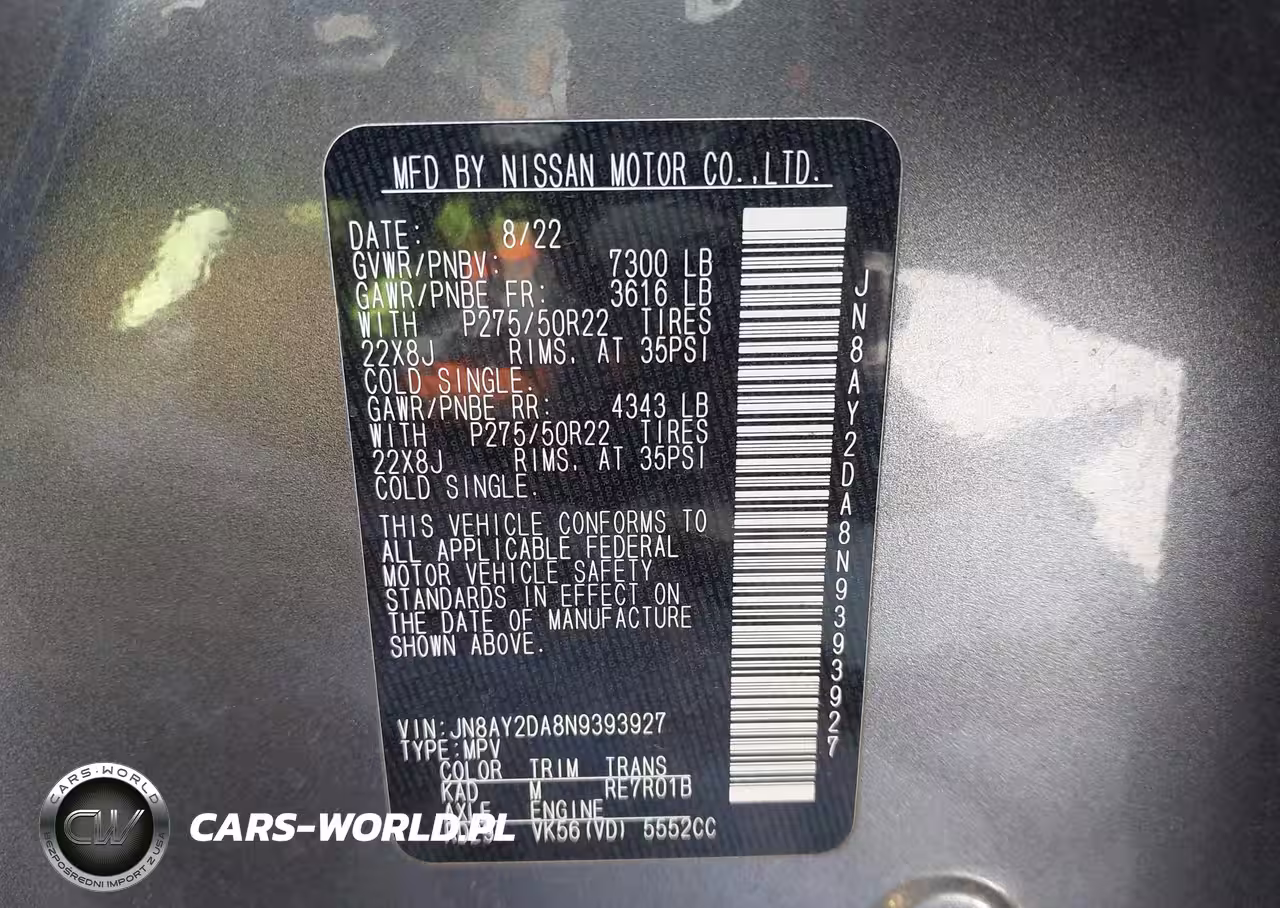 MFD BY NISSAN MOTOR CO.,LTD.
DATE: 8/22
GVWR/PNBV: 7300 LB
GAWR/PNBE FR: 3616 LB
WITH P275/50R22 TIRES
22X8J RIMS, AT 35PSI
COLD SINGLE.
GAWR/PNBE RR: 4343 LB
WITH P275/50R22 TIRES
22X8J RIMS, AT 35PSI
COLD SINGLE.
THIS VEHICLE CONFORMS TO
ALL APPLICABLE FEDERAL
MOTOR VEHICLE SAFETY
STANDARDS IN EFFECT ON
THE DATE OF MANUFACTURE
SHOWN ABOVE.
VIN:JN8AY2DA8N9393927
TYPE:MPV
COLOR TRIM TRANS
KAD M RE7R01B
AXLE ENGINE
VK56(VD) 5552CC
JN8AY2DA8N9393927
CARS-WORLD
CW
BEZPOŚREDNI IMPORT Z USA
CARS-WORLD.PL